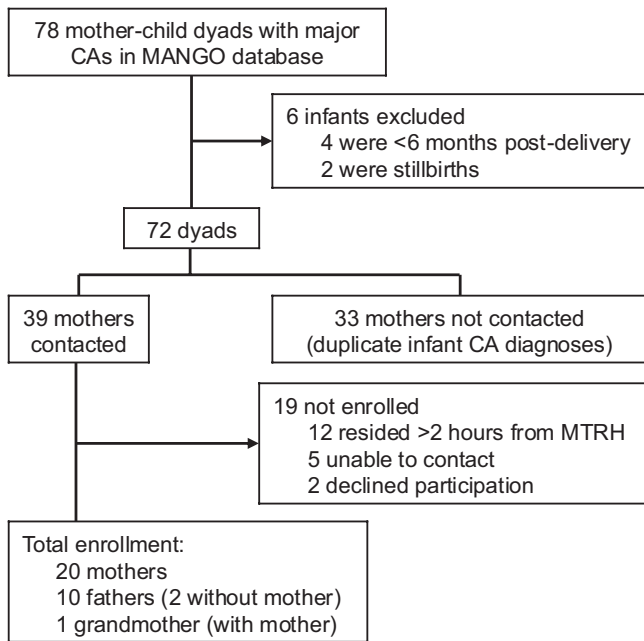 78 mother-child dyads with major
CAs in MANGO database
6 infants excluded
4 were <6 months post-delivery
2 were stillbirths
72 dyads
39 mothers
contacted
33 mothers not contacted
(duplicate infant CA diagnoses)
19 not enrolled
12 resided >2 hours from MTRH
5 unable to contact
2 declined participation
Total enrollment:
20 mothers
10 fathers (2 without mother)
1 grandmother (with mother)